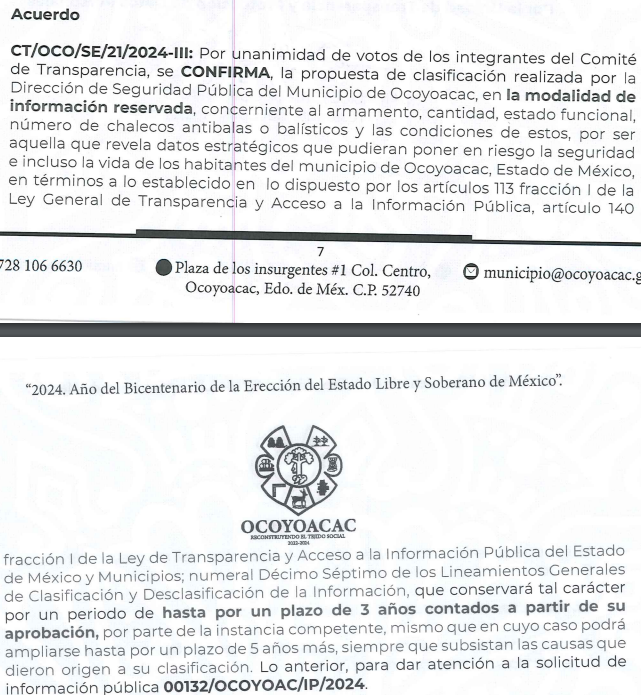 Acuerdo
CT/OCO/SE/21/2024-III: Por unanimidad de votos de los integrantes del Comité
de Transparencia, se CONFIRMA, la propuesta de clasificación realizada por la
Dirección de Seguridad Pública del Municipio de Ocoyoacac, en la modalidad de
información reservada, concerniente al armamento, cantidad, estado funcional,
número de chalecos antibalas o balísticos y las condiciones de estos, por ser
aquella que revela datos estratégicos que pudieran poner en riesgo la seguridad
e incluso la vida de los habitantes del municipio de Ocoyoacac, Estado de México,
en términos a lo establecido en lo dispuesto por los artículos 113 fracción I de la
Ley General de Transparencia y Acceso a la Información Pública, artículo 140
7
728 106 6630
Plaza de los insurgentes #1 Col. Centro,
Ocoyoacac, Edo. de Méx. C.P. 52740
municipio@ocoyoacac.g
“2024. Año del Bicentenario de la Erección del Estado Libre y Soberano de México”.
OCOYOACAC
RECONSTRUYENDO EL TEJIDO SOCIAL
2022-2024
fracción I de la Ley de Transparencia y Acceso a la Información Pública del Estado
de México y Municipios; numeral Décimo Séptimo de los Lineamientos Generales
de Clasificación y Desclasificación de la Información, que conservará tal carácter
por un periodo de hasta por un plazo de 3 años contados a partir de su
aprobación, por parte de la instancia competente, mismo que en cuyo caso podrá
ampliarse hasta por un plazo de 5 años más, siempre que subsistan las causas que
dieron origen a su clasificación. Lo anterior, para dar atención a la solicitud de
información pública 00132/OCOYOAC/IP/2024.